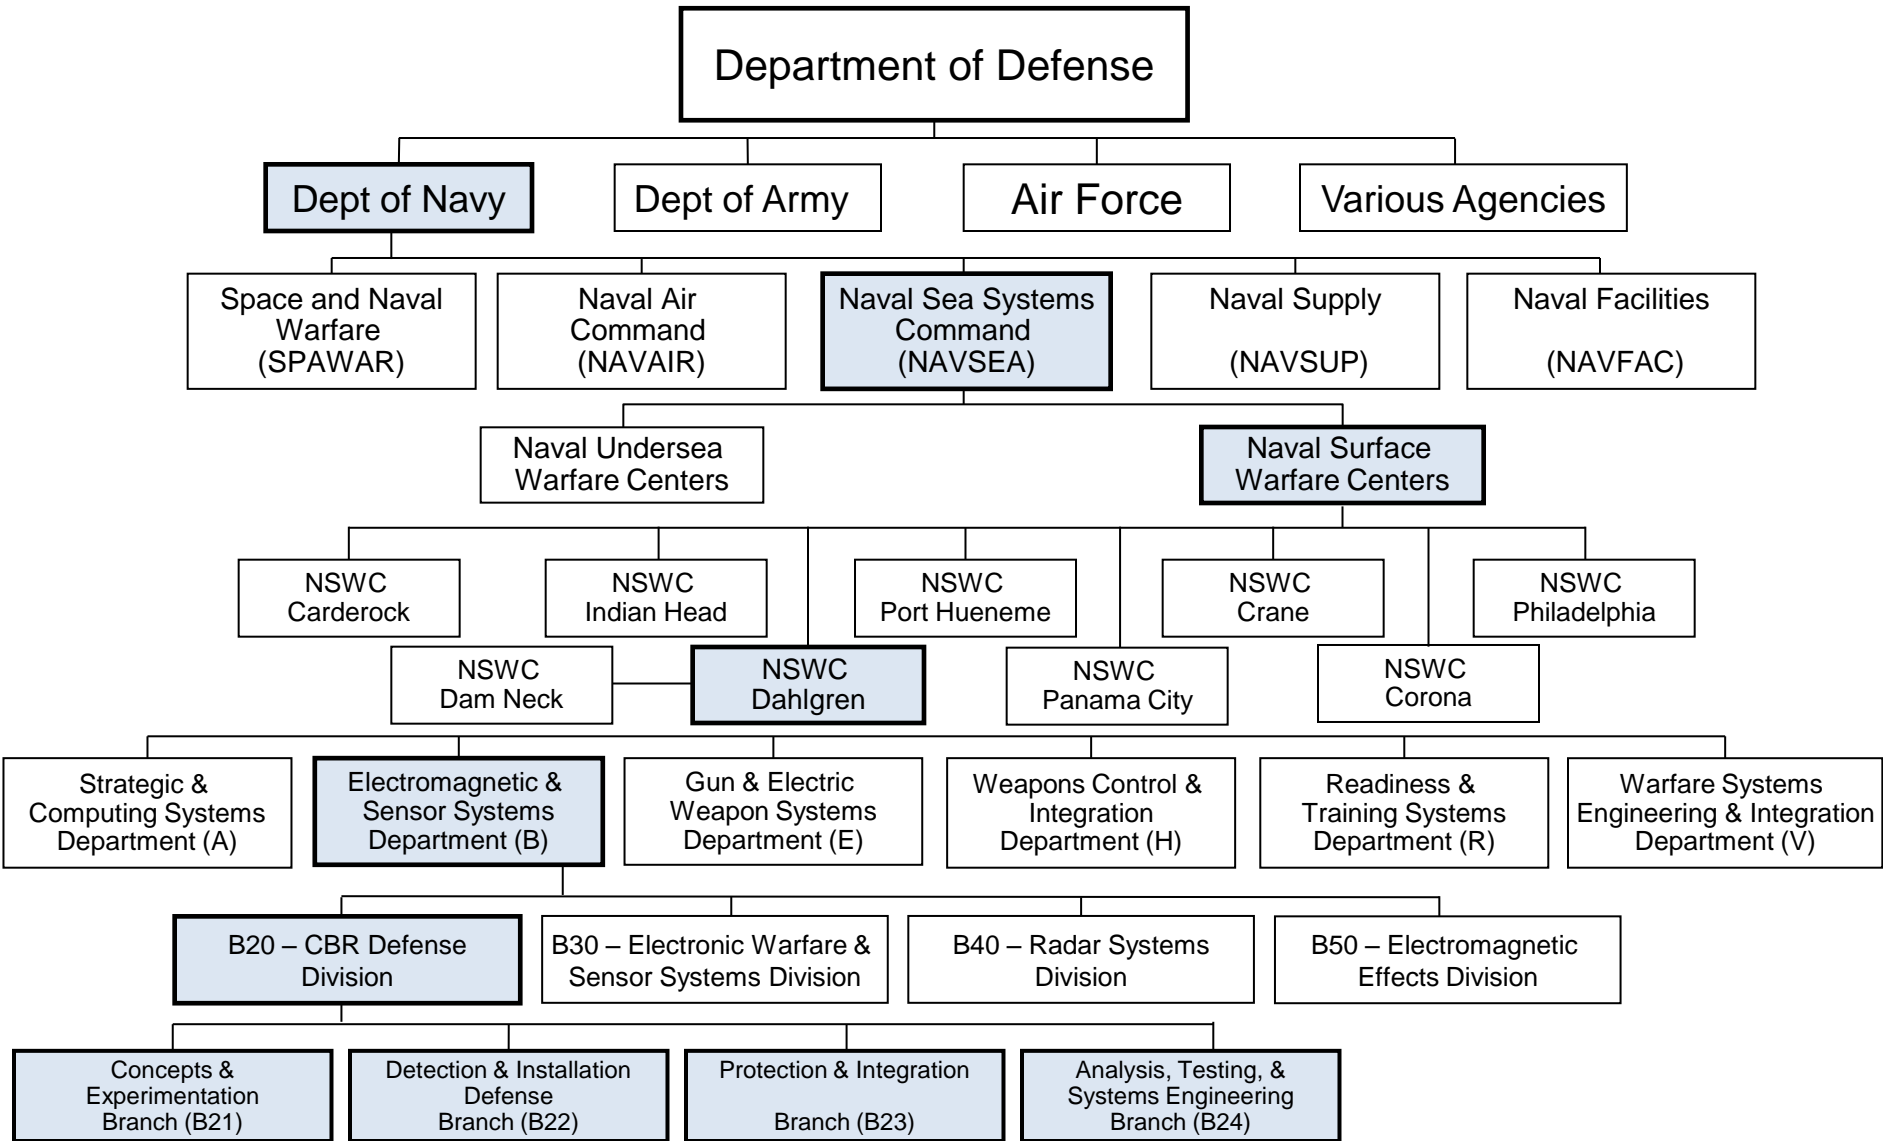 Department of Defense
Dept of Navy
Dept of Army
Air Force
Various Agencies
Space and Naval
Warfare
(SPAWAR)
Naval Air
Command
(NAVAIR)
Naval Sea Systems
Command
(NAVSEA)
Naval Supply
(NAVSUP)
Naval Facilities
(NAVFAC)
Naval Undersea
Warfare Centers
Naval Surface
Warfare Centers
NSWC
Carderock
NSWC
Indian Head
NSWC
Port Hueneme
NSWC
Crane
NSWC
Philadelphia
NSWC
Dam Neck
NSWC
Dahlgren
NSWC
Panama City
NSWC
Corona
Strategic &
Computing Systems
Department (A)
Electromagnetic &
Sensor Systems
Department (B)
Gun & Electric
Weapon Systems
Department (E)
Weapons Control &
Integration
Department (H)
Readiness &
Training Systems
Department (R)
Warfare Systems
Engineering & Integration
Department (V)
B20 – CBR Defense
Division
B30 – Electronic Warfare &
Sensor Systems Division
B40 – Radar Systems
Division
B50 – Electromagnetic
Effects Division
Concepts &
Experimentation
Branch (B21)
Detection & Installation
Defense
Branch (B22)
Protection & Integration
Branch (B23)
Analysis, Testing, &
Systems Engineering
Branch (B24)